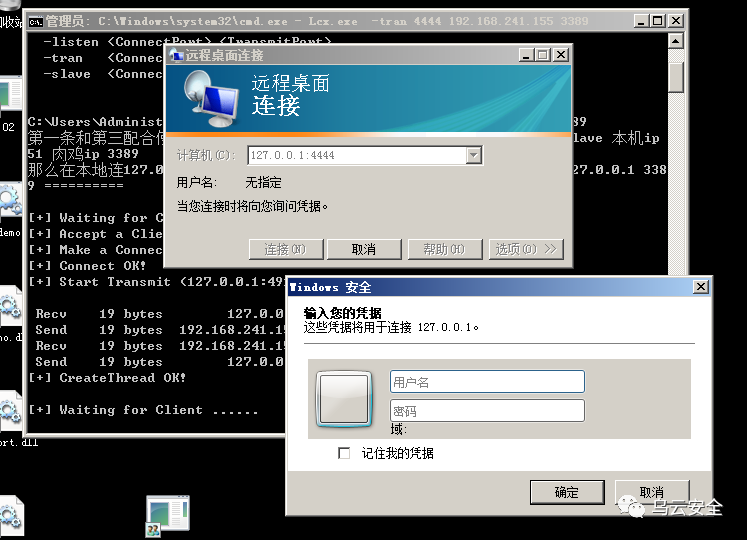 管理员: C:\Windows\system32\cmd.exe - Lcx.exe -tran 4444 192.168.241.155 3389
-listen <ConnectPort> <TransmitPort>
-tran <Connec
-slave <Connec
C:\Users\Administ
89
第一条和第三配合使
lave 本机ip
51 肉鸡ip 3389
那么在本地连127.0
27.0.0.1 338
9 ==========
[+] Waiting for C
[+] Accept a Clie
[+] Make a Connec
[+] Connect OK!
[+] Start Transmit (127.0.0.1:49
Recv 19 bytes 127.0
Send 19 bytes 192.168.241.1
Recv 19 bytes 192.168.241.1
Send 19 bytes 127.0.0
[+] CreateThread OK!
[+] Waiting for Client ......
远程桌面连接
远程桌面
连接
计算机(C):
127.0.0.1:4444
用户名: 无指定
当您连接时将向您询问凭据。
连接(N) 取消 帮助(H) 选项(O) >>
Windows 安全
输入您的凭据
这些凭据将用于连接 127.0.0.1。
用户名
密码
域:
记住我的凭据
确定 取消
回收站
02
demo
ort.dll
乌云安全